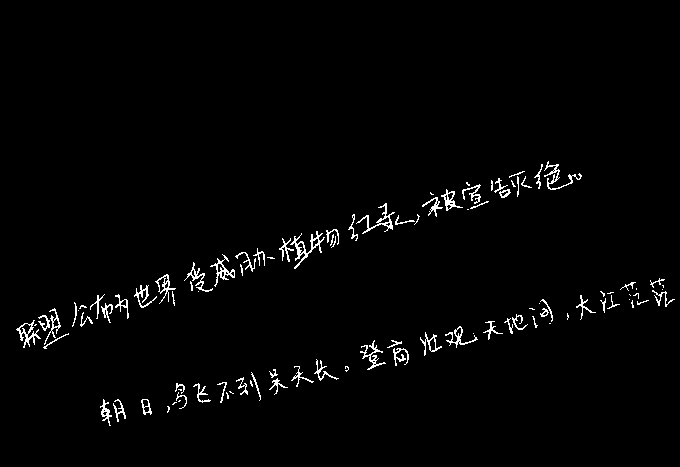 联盟公布的世界受威胁植物红录,被宣告灭绝。
朝日,鸟飞不到吴天长。登高壮观天地间,大江茫茫